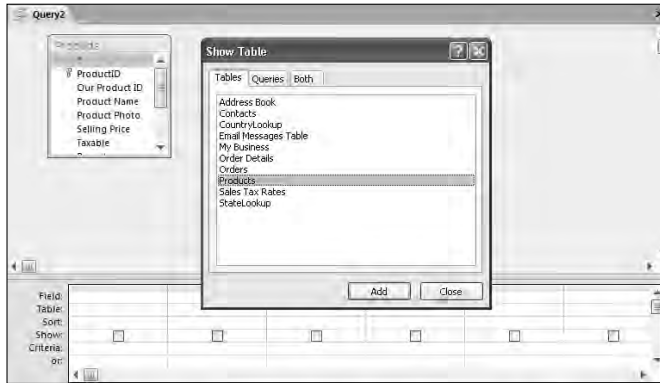 Query2
Products
*
ProductID
Our Product ID
Product Name
Product Photo
Selling Price
Taxable
Show Table
Tables Queries Both
Address Book
Contacts
CountryLookup
Email Messages Table
My Business
Order Details
Orders
Products
Sales Tax Rates
StateLookup
Add Close
Field:
Table:
Sort:
Show:
Criteria:
or: